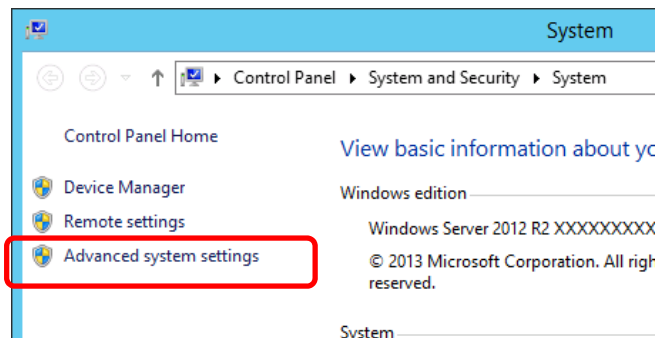 System
Control Panel System and Security System
Control Panel Home
View basic information about yo
Device Manager
Windows edition
Remote settings
Windows Server 2012 R2 XXXXXXXXX
Advanced system settings
© 2013 Microsoft Corporation. All righ
reserved.
System